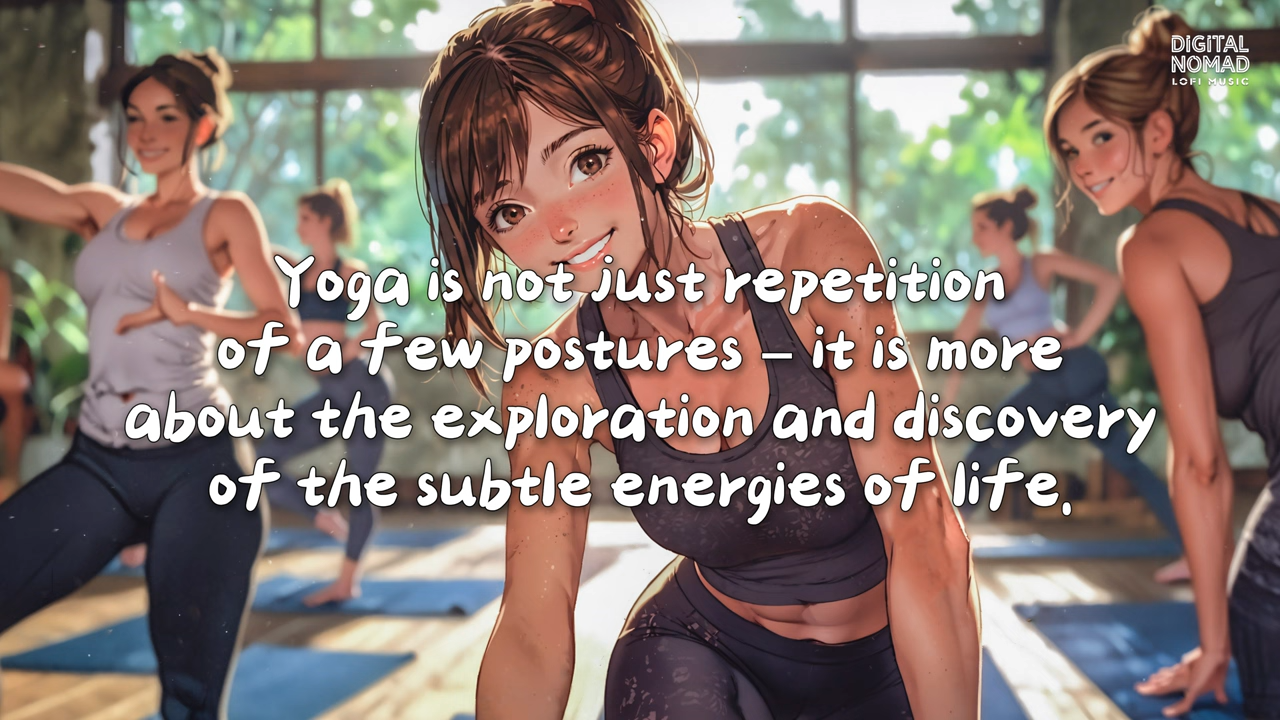 DIGITAL
NOMAD
LOFI MUSIC
Yoga is not just repetition
of a few postures – it is more
about the exploration and discovery
of the subtle energies of life.